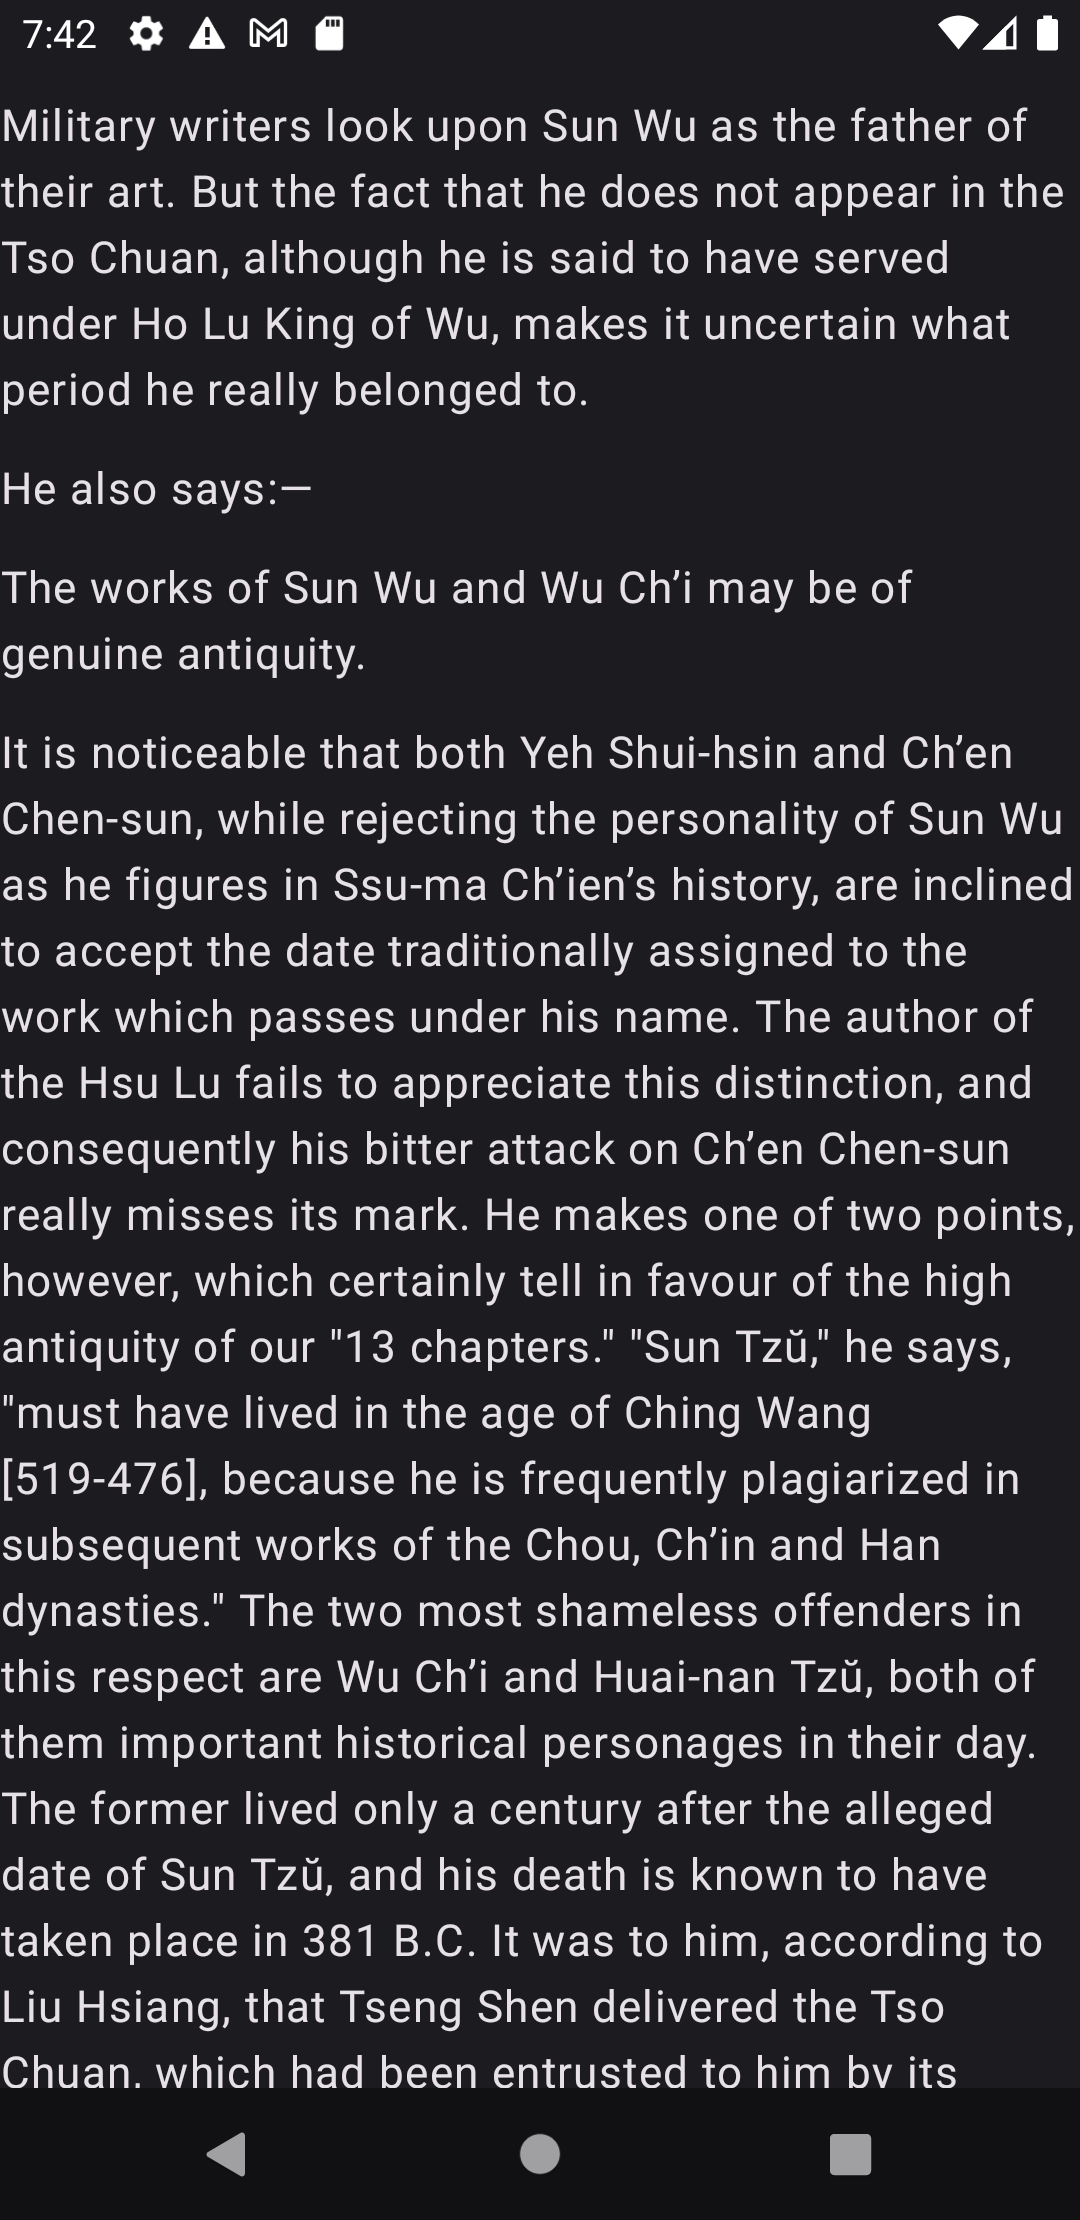 7:42
Military writers look upon Sun Wu as the father of
their art. But the fact that he does not appear in the
Tso Chuan, although he is said to have served
under Ho Lu King of Wu, makes it uncertain what
period he really belonged to.
He also says:—
The works of Sun Wu and Wu Ch’i may be of
genuine antiquity.
It is noticeable that both Yeh Shui-hsin and Ch’en
Chen-sun, while rejecting the personality of Sun Wu
as he figures in Ssu-ma Ch’ien’s history, are inclined
to accept the date traditionally assigned to the
work which passes under his name. The author of
the Hsu Lu fails to appreciate this distinction, and
consequently his bitter attack on Ch’en Chen-sun
really misses its mark. He makes one of two points,
however, which certainly tell in favour of the high
antiquity of our "13 chapters." "Sun Tzŭ," he says,
"must have lived in the age of Ching Wang
[519-476], because he is frequently plagiarized in
subsequent works of the Chou, Ch’in and Han
dynasties." The two most shameless offenders in
this respect are Wu Ch’i and Huai-nan Tzŭ, both of
them important historical personages in their day.
The former lived only a century after the alleged
date of Sun Tzŭ, and his death is known to have
taken place in 381 B.C. It was to him, according to
Liu Hsiang, that Tseng Shen delivered the Tso
Chuan, which had been entrusted to him by its